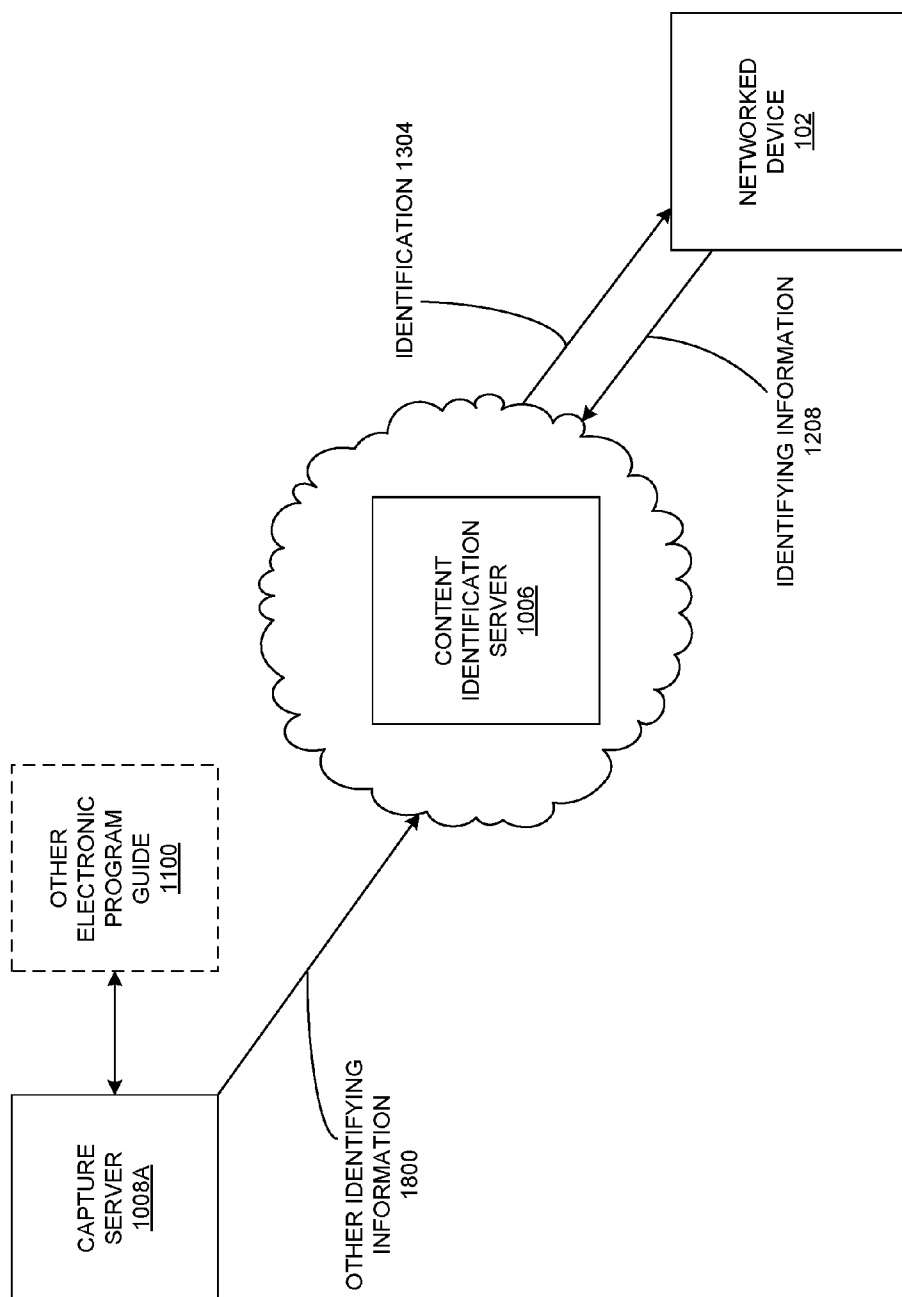 CAPTURE
SERVER
1008A
OTHER
ELECTRONIC
PROGRAM
GUIDE
1100
OTHER IDENTIFYING
INFORMATION
1800
CONTENT
IDENTIFICATION
SERVER
1006
IDENTIFICATION 1304
IDENTIFYING INFORMATION
1208
NETWORKED
DEVICE
102